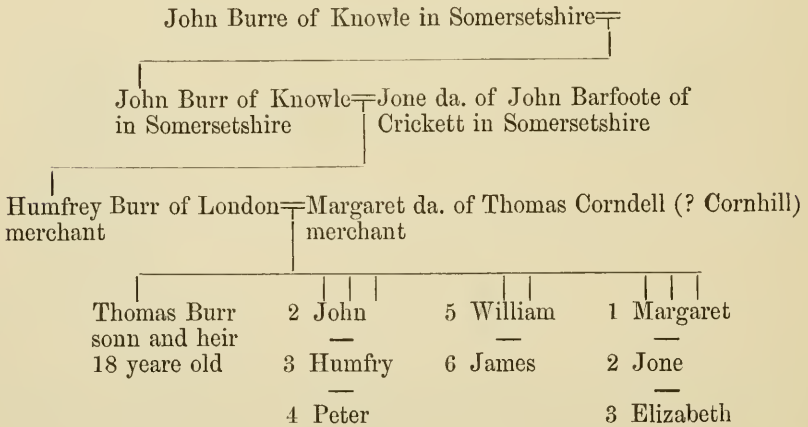 John Burre of Knowle in Somersetshire
John Burr of Knowle
in Somersetshire
Jone da. of John Barfoote of
Crickett in Somersetshire
Humfrey Burr of London
merchant
Margaret da. of Thomas Corndell (? Cornhill)
merchant
Thomas Burr
sonn and heir
18 yeare old
2 John
3 Humfry
4 Peter
5 William
6 James
1 Margaret
2 Jone
3 Elizabeth